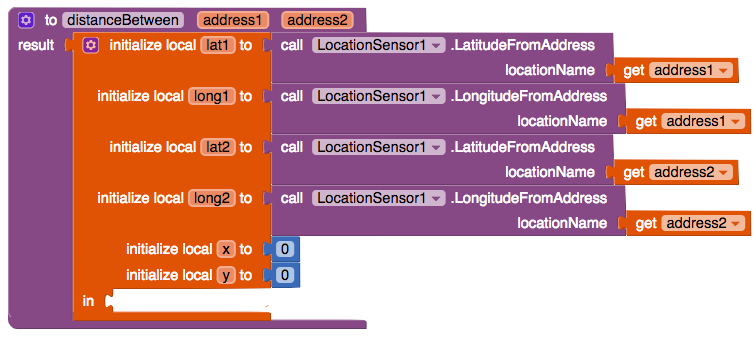 to distanceBetween address1 address2
result initialize local lat1 to call LocationSensor1 .LatitudeFromAddress
locationName get address1
initialize local long1 to call LocationSensor1 .LongitudeFromAddress
locationName get address1
initialize local lat2 to call LocationSensor1 .LatitudeFromAddress
locationName get address2
initialize local long2 to call LocationSensor1 .LongitudeFromAddress
locationName get address2
initialize local x to 0
initialize local y to 0
in